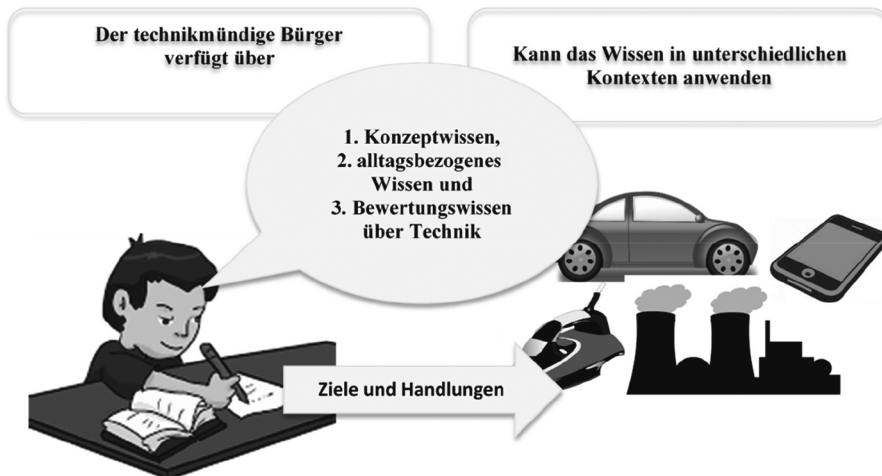 Der technikmündige Bürger
verfügt über
Kann das Wissen in unterschiedlichen
Kontexten anwenden
1. Konzeptwissen,
2. alltagsbezogenes
Wissen und
3. Bewertungswissen
über Technik
Ziele und Handlungen